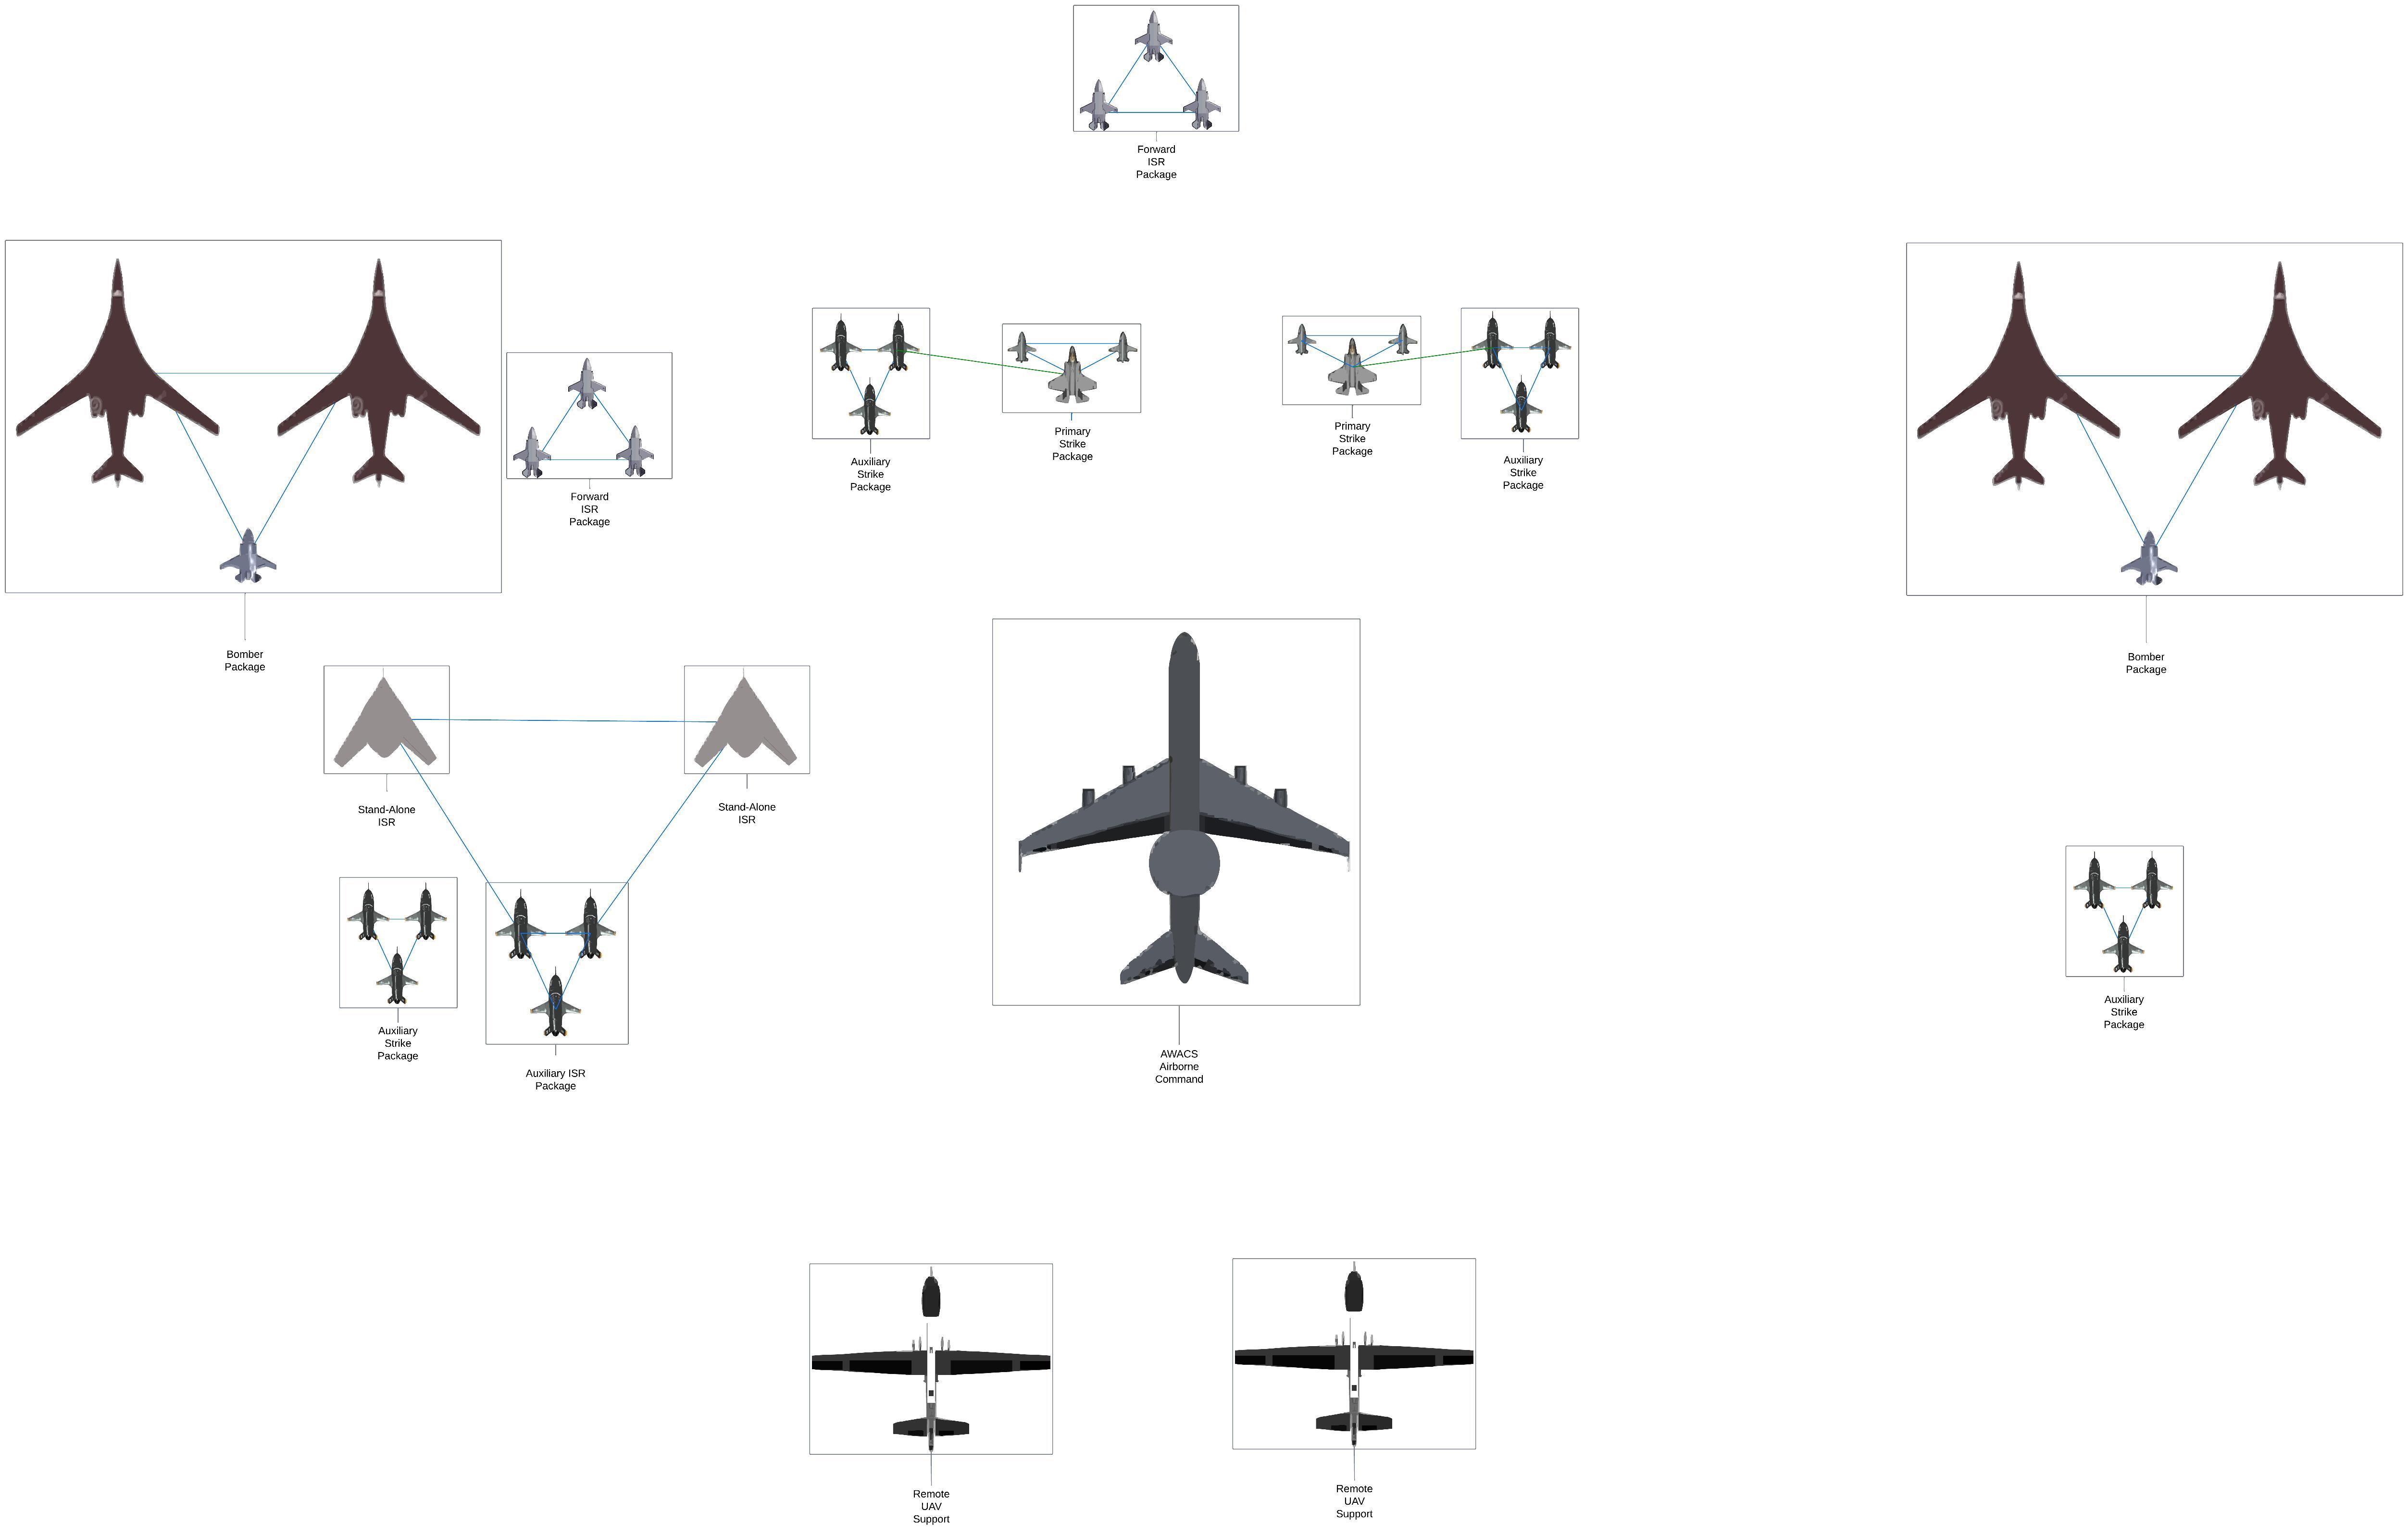 Forward
ISR
Package
Forward
ISR
Package
Auxiliary
Strike
Package
Primary
Strike
Package
Primary
Strike
Package
Auxiliary
Strike
Package
Bomber
Package
Bomber
Package
Stand-Alone
ISR
Stand-Alone
ISR
Auxiliary
Strike
Package
Auxiliary ISR
Package
AWACS
Airborne
Command
Auxiliary
Strike
Package
Remote
UAV
Support
Remote
UAV
Support